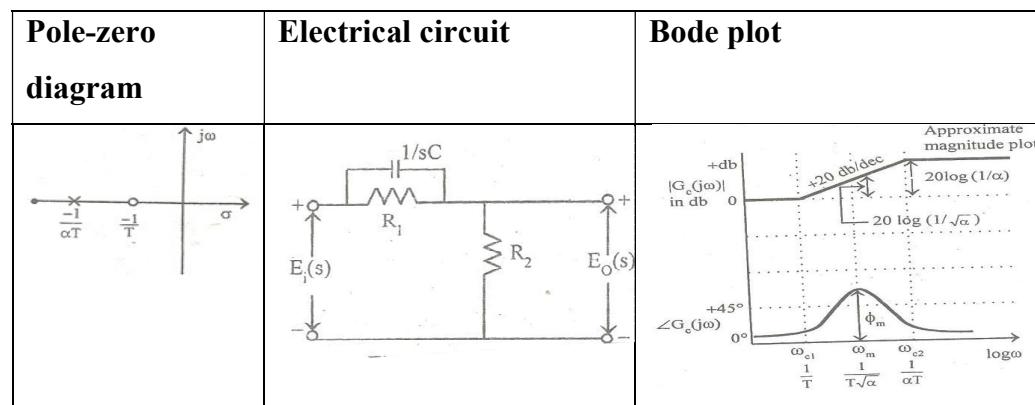 Pole-zero
diagram
Electrical circuit
Bode plot
jω
σ
-1
αT
-1
T
1/sC
+
+
R1
R2
Ei(s)
EO(s)
−
−
Approximate
magnitude plot
+db
+20 db/dec
|Gc(jω)|
in db
0
20log (1/α)
20 log (1/√α)
+45°
∠Gc(jω)
0°
ϕm
ωc1
ωm
ωc2
logω
1
T
1
T√α
1
αT